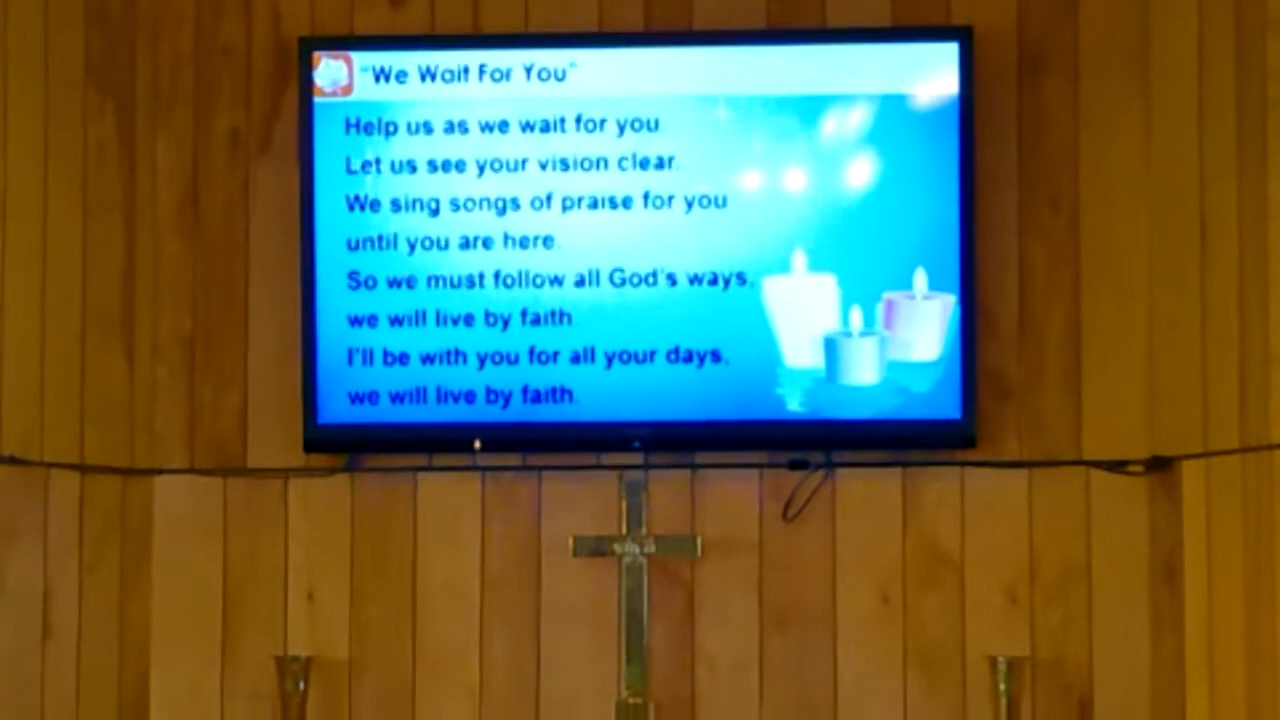 "We Wait For You"
Help us as we wait for you.
Let us see your vision clear.
We sing songs of praise for you
until you are here.
So we must follow all God's ways,
we will live by faith.
I'll be with you for all your days,
we will live by faith.